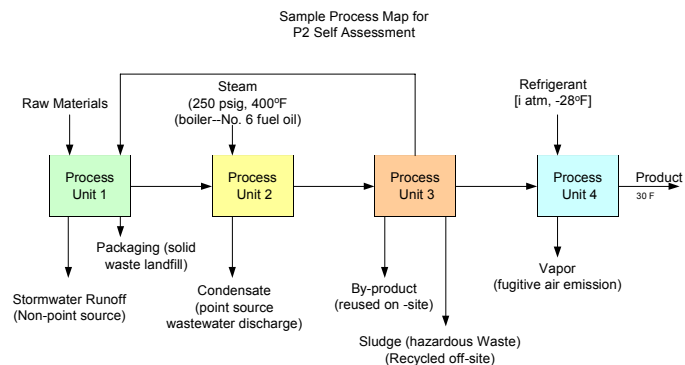 Sample Process Map for
P2 Self Assessment
Raw Materials
Steam
(250 psig, 400ºF
(boiler--No. 6 fuel oil)
Refrigerant
[i atm, -28ºF]
Process
Unit 1
Process
Unit 2
Process
Unit 3
Process
Unit 4
Product
30 F
Packaging (solid
waste landfill)
Stormwater Runoff
(Non-point source)
Condensate
(point source
wastewater discharge)
By-product
(reused on -site)
Sludge (hazardous Waste)
(Recycled off-site)
Vapor
(fugitive air emission)